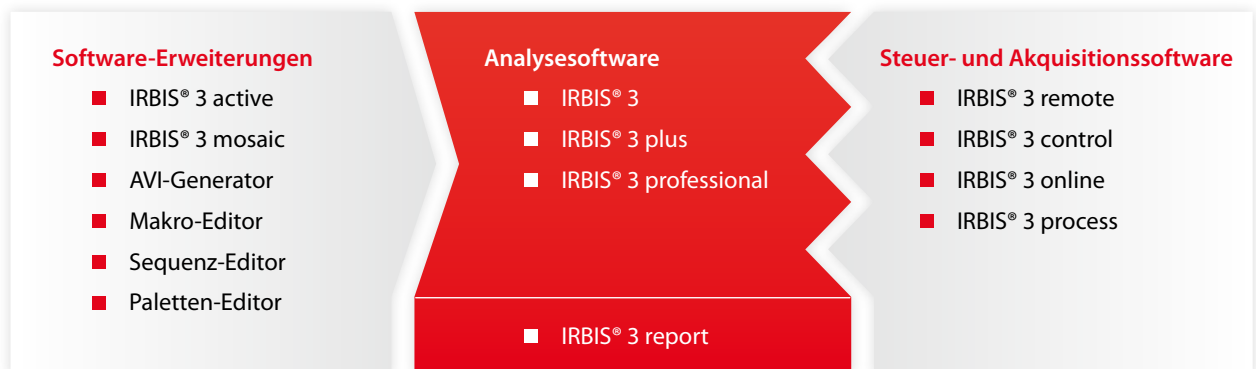 Software-Erweiterungen
IRBIS® 3 active
IRBIS® 3 mosaic
AVI-Generator
Makro-Editor
Sequenz-Editor
Paletten-Editor
Analysesoftware
IRBIS® 3
IRBIS® 3 plus
IRBIS® 3 professional
IRBIS® 3 report
Steuer- und Akquisitionssoftware
IRBIS® 3 remote
IRBIS® 3 control
IRBIS® 3 online
IRBIS® 3 process